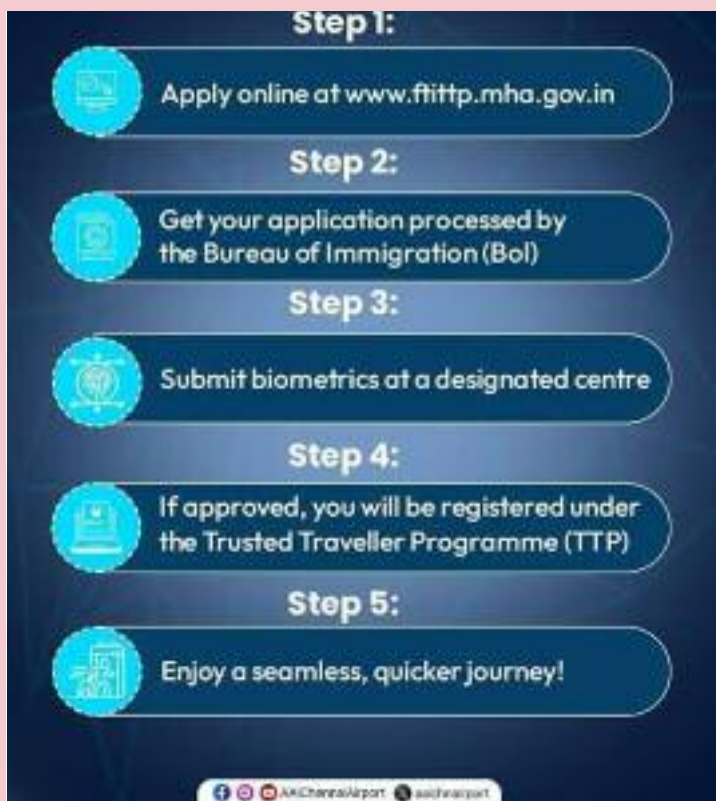 Step 1:
Apply online at www.ftittp.mha.gov.in
Step 2:
Get your application processed by
the Bureau of Immigration (BoI)
Step 3:
Submit biometrics at a designated centre
Step 4:
If approved, you will be registered under
the Trusted Traveller Programme (TTP)
Step 5:
Enjoy a seamless, quicker journey!
AAIChennaiAirport aaichnairport